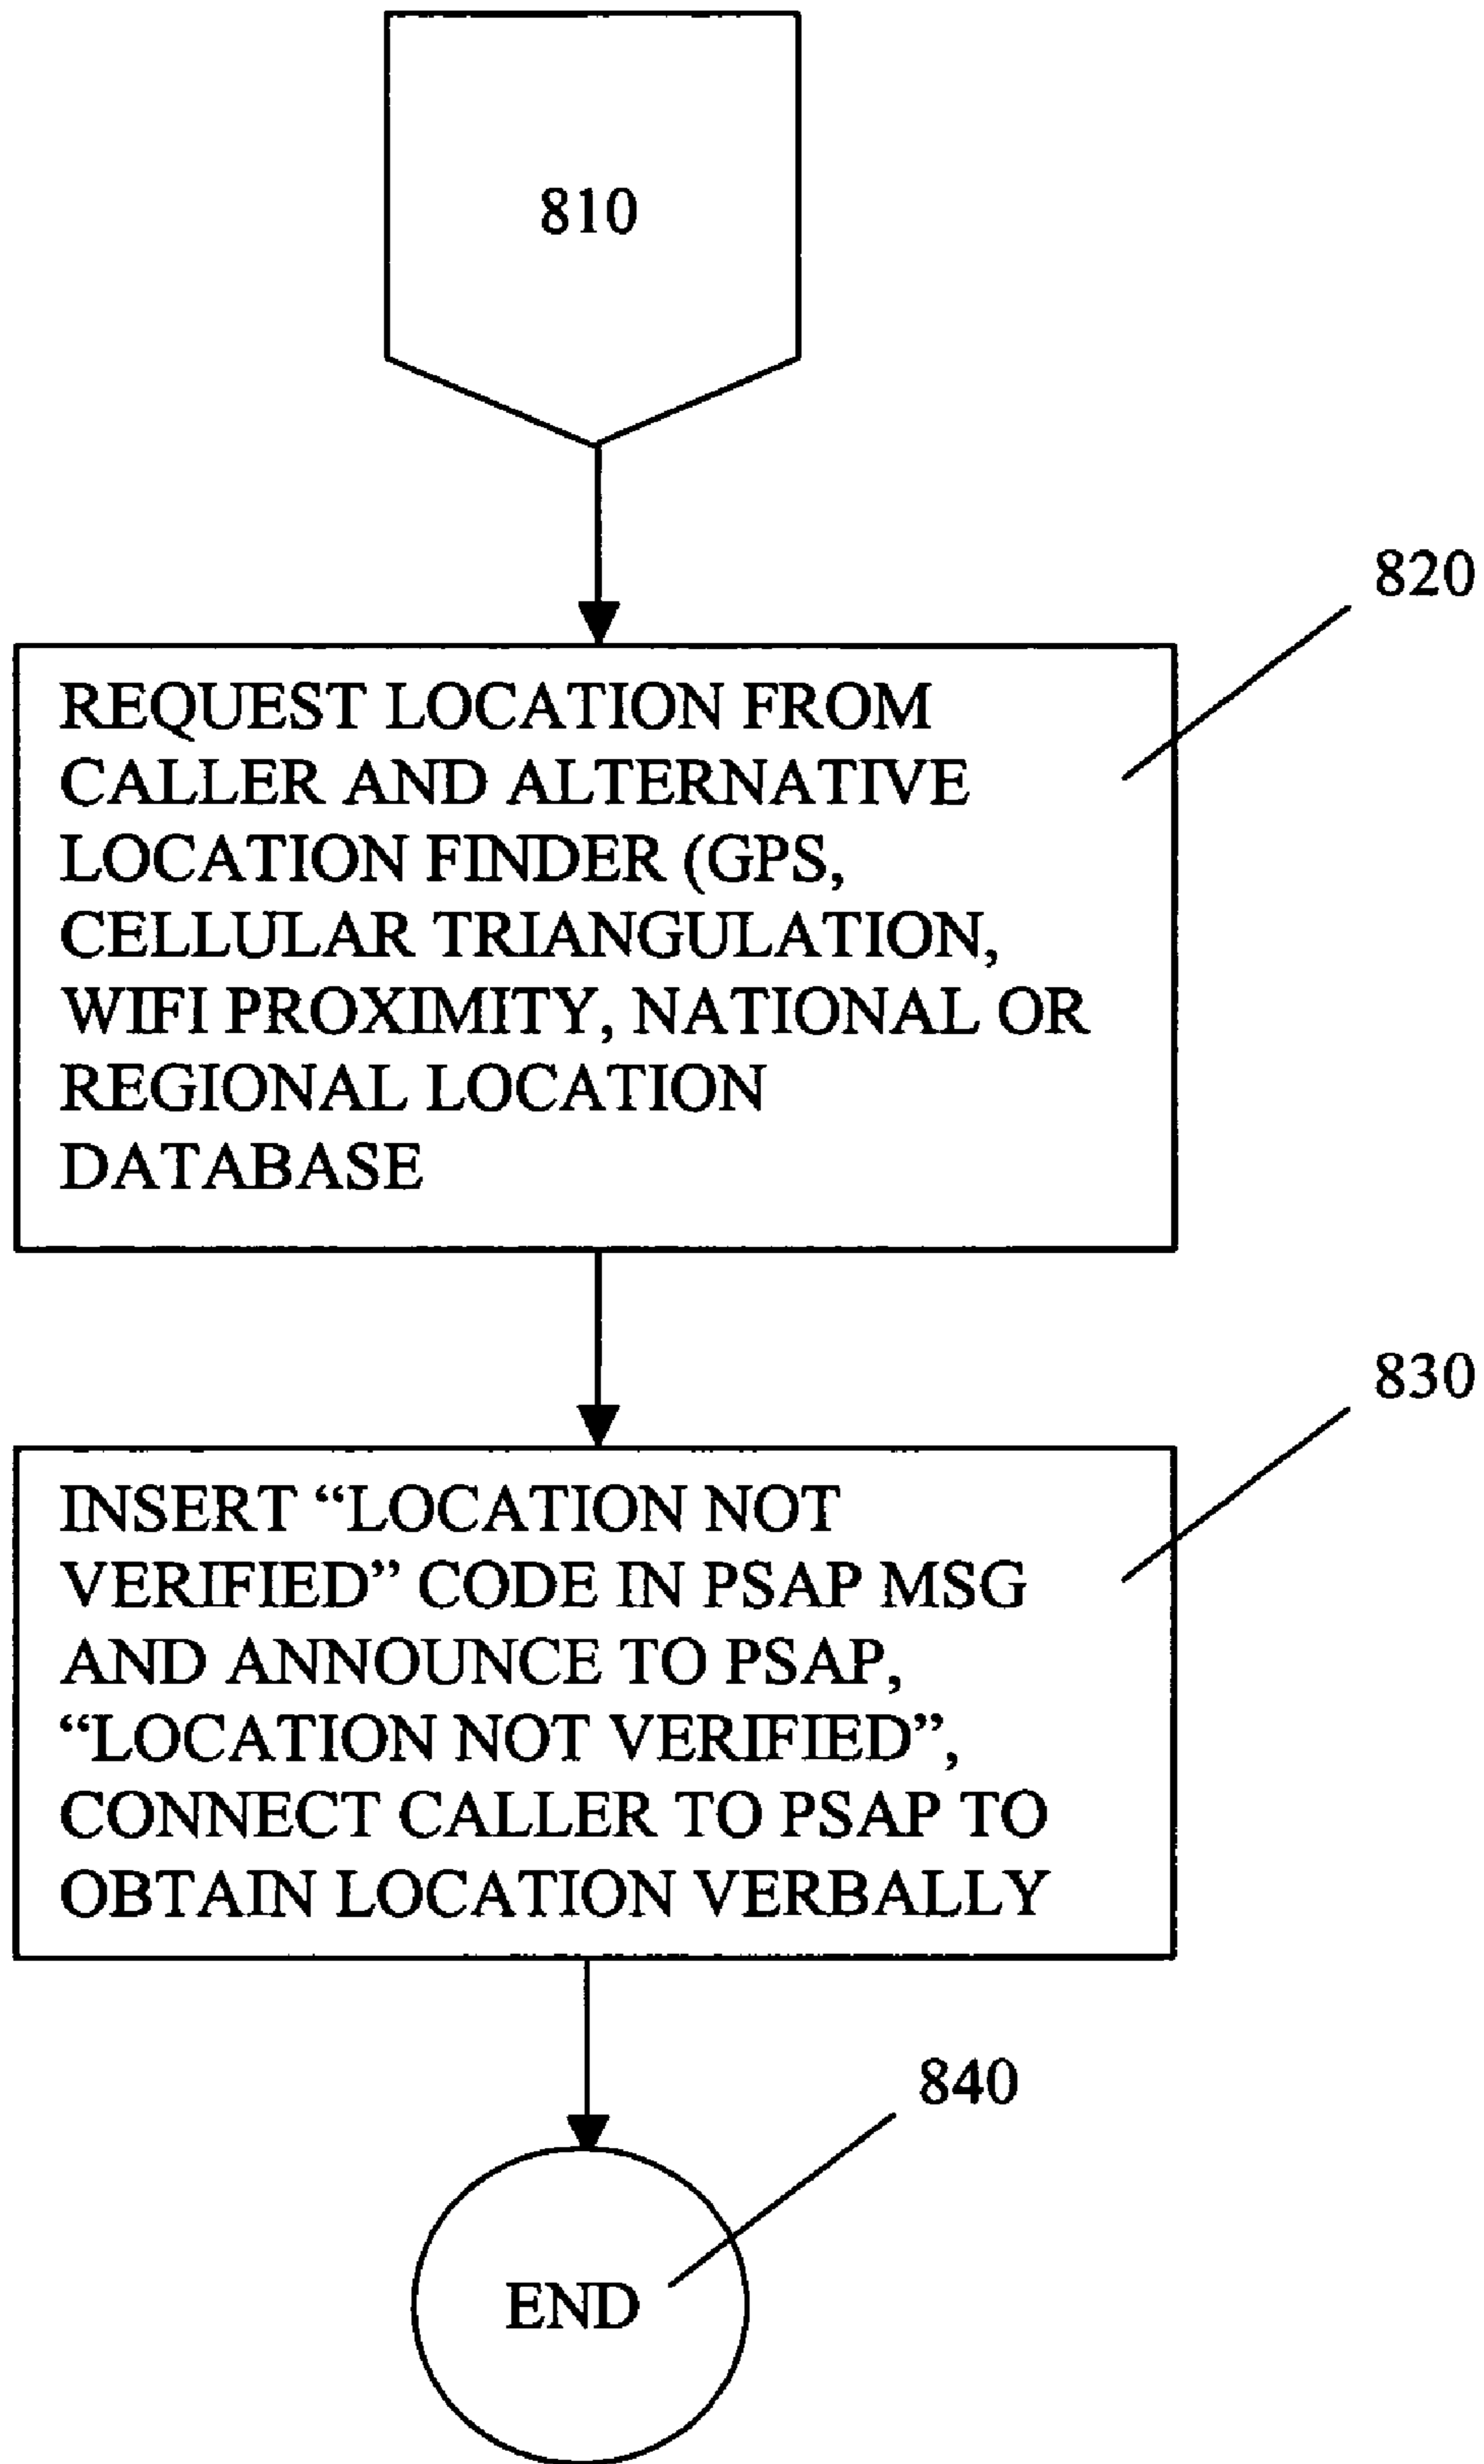 810
820
REQUEST LOCATION FROM
CALLER AND ALTERNATIVE
LOCATION FINDER (GPS,
CELLULAR TRIANGULATION,
WIFI PROXIMITY, NATIONAL OR
REGIONAL LOCATION
DATABASE
830
INSERT “LOCATION NOT
VERIFIED” CODE IN PSAP MSG
AND ANNOUNCE TO PSAP,
“LOCATION NOT VERIFIED”,
CONNECT CALLER TO PSAP TO
OBTAIN LOCATION VERBALLY
840
END